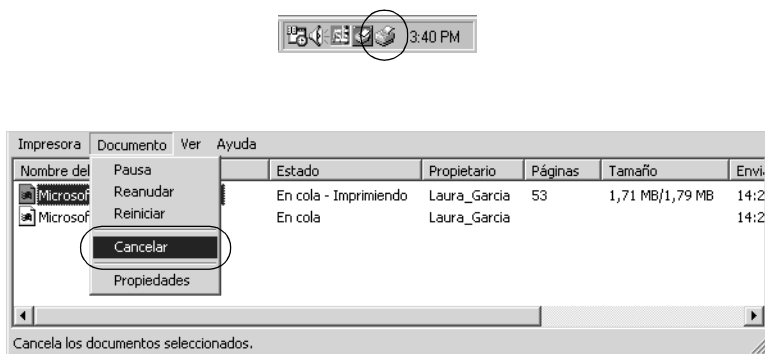 3:40 PM
Impresora Documento Ver Ayuda
Nombre del Estado Propietario Páginas Tamaño Envi
Pausa
Microsof En cola - Imprimiendo Laura_Garcia 53 1,71 MB/1,79 MB 14:2
Reanudar
Microsof En cola Laura_Garcia 14:2
Reiniciar
Cancelar
Propiedades
Cancela los documentos seleccionados.